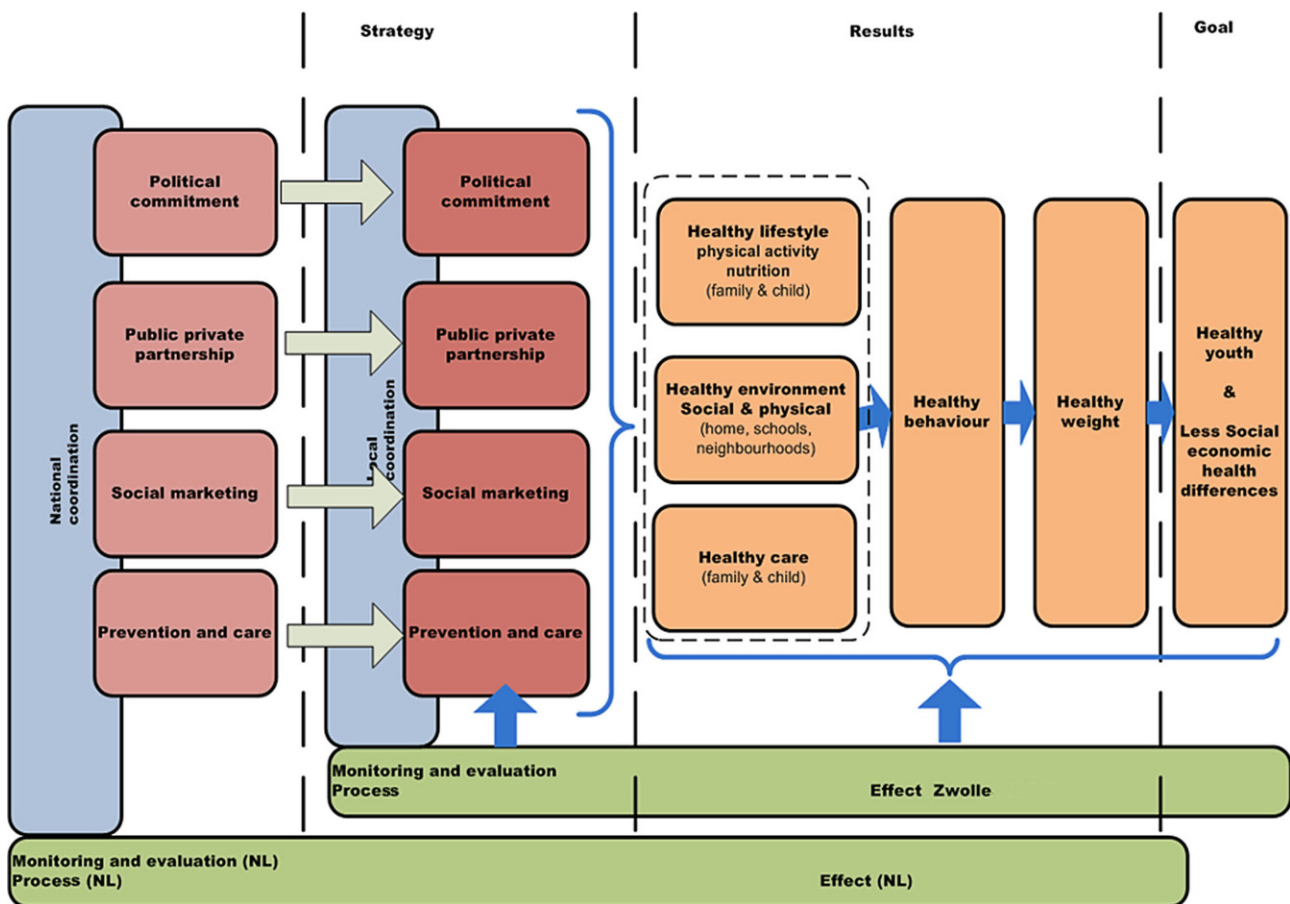 Strategy
Results
Goal
National
coordination
Political
commitment
Public private
partnership
Social marketing
Prevention and care
Local
coordination
Political
commitment
Public private
partnership
Social marketing
Prevention and care
Healthy lifestyle
physical activity
nutrition
(family & child)
Healthy environment
Social & physical
(home, schools,
neighbourhoods)
Healthy care
(family & child)
Healthy
behaviour
Healthy
weight
Healthy
youth
&
Less Social
economic
health
differences
Monitoring and evaluation
Process
Effect Zwolle
Monitoring and evaluation (NL)
Process (NL)
Effect (NL)